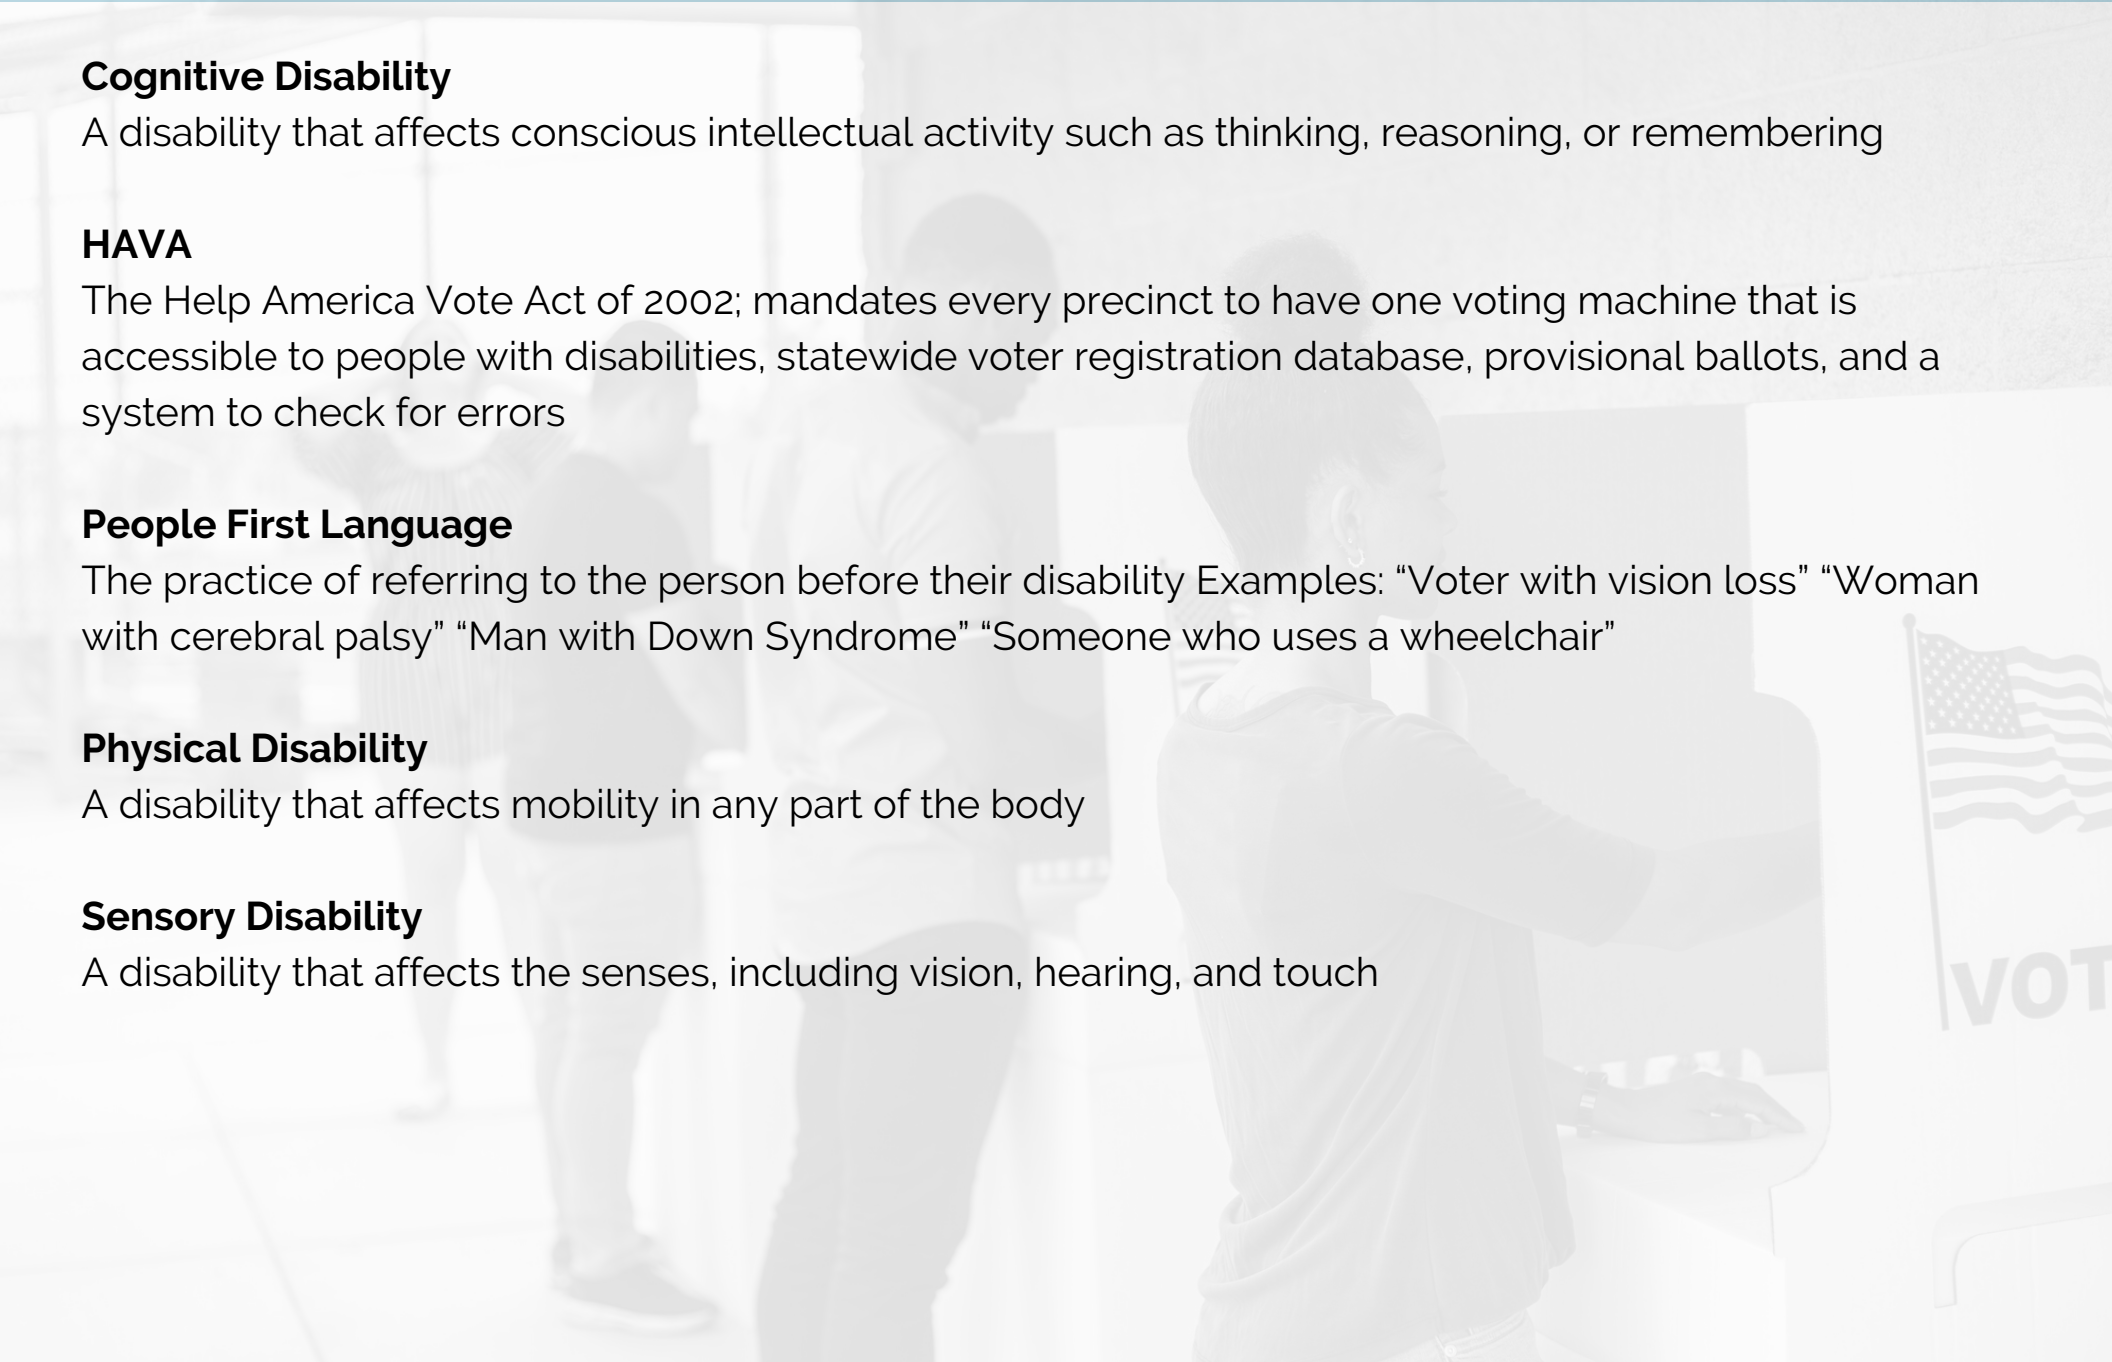 Cognitive Disability
A disability that affects conscious intellectual activity such as thinking, reasoning, or remembering
HAVA
The Help America Vote Act of 2002; mandates every precinct to have one voting machine that is
accessible to people with disabilities, statewide voter registration database, provisional ballots, and a
system to check for errors
People First Language
The practice of referring to the person before their disability Examples: “Voter with vision loss” “Woman
with cerebral palsy” “Man with Down Syndrome” “Someone who uses a wheelchair”
Physical Disability
A disability that affects mobility in any part of the body
Sensory Disability
A disability that affects the senses, including vision, hearing, and touch
VOT